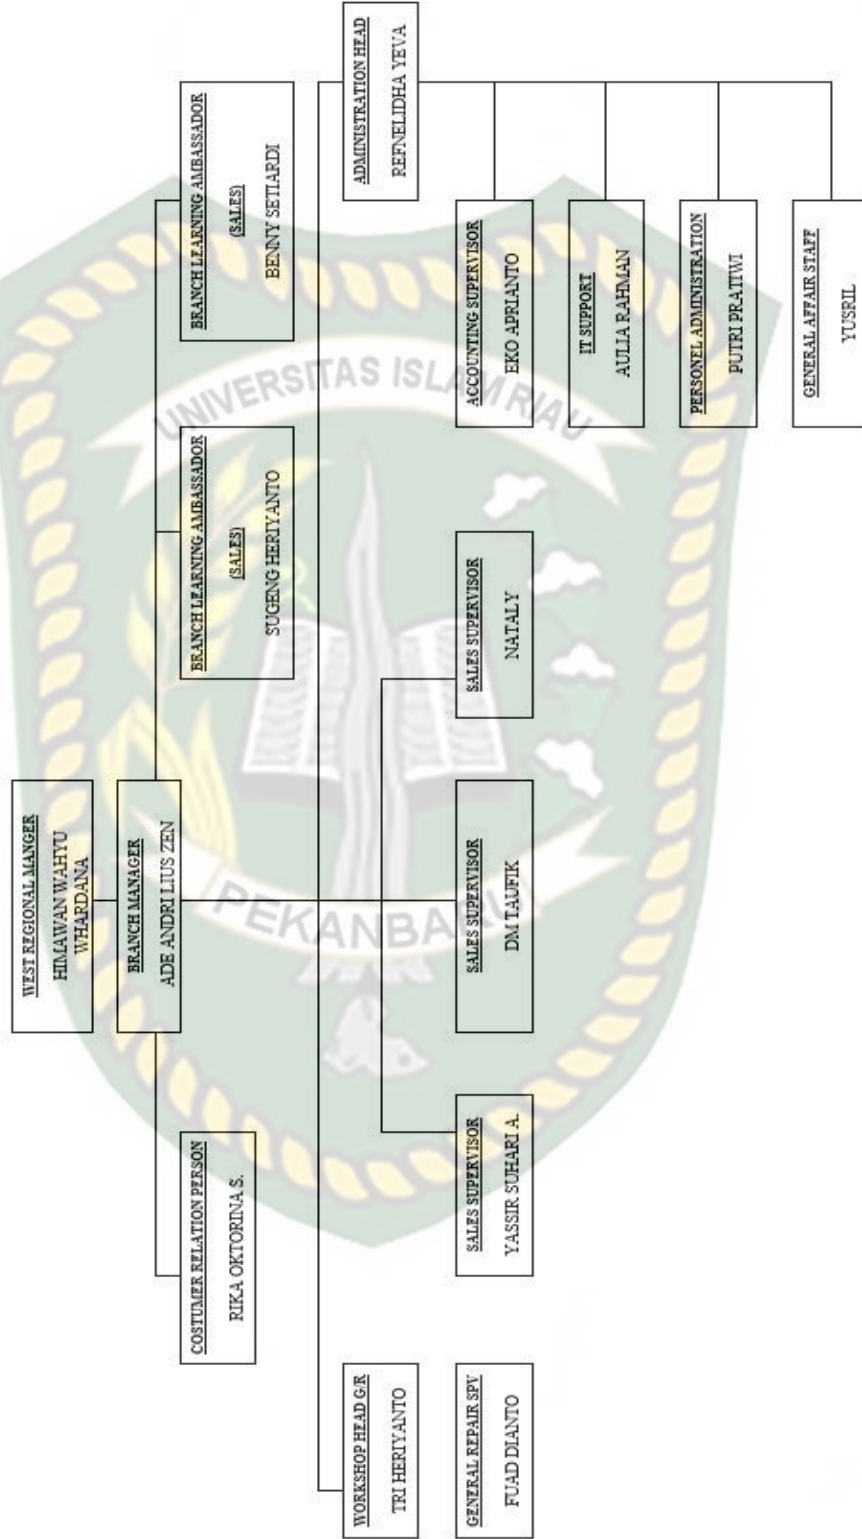 WEST REGIONAL MANGER
HIMAWAN WAHYU
WHARDANA
BRANCH MANAGER
ADE ANDRI LIUS ZEN
COSTUMER RELATION PERSON
RIKA OKTORINA S.
BRANCH LEARNING AMBASSADOR
(SALES)
SUGENG HERIYANTO
BRANCH LEARNING AMBASSADOR
(SALES)
BENNY SETIARDI
WORKSHOP HEAD G/R
TRI HERIYANTO
ADMINISTRATION HEAD
REFNELIDHA YEVA
GENERAL REPAIR SPV
FUAD DIANTO
SALES SUPERVISOR
YASSIR SUHARI A.
SALES SUPERVISOR
DM TAUFIK
SALES SUPERVISOR
NATALY
ACCOUNTING SUPERVISOR
EKO APRIANTO
IT SUPPORT
AULIA RAHMAN
PERSONEL ADMINISTRATION
PUTRI PRATIWI
GENERAL AFFAIR STAFF
YUSRIL
UNIVERSITAS ISLAM RIAU
PEKANBARU